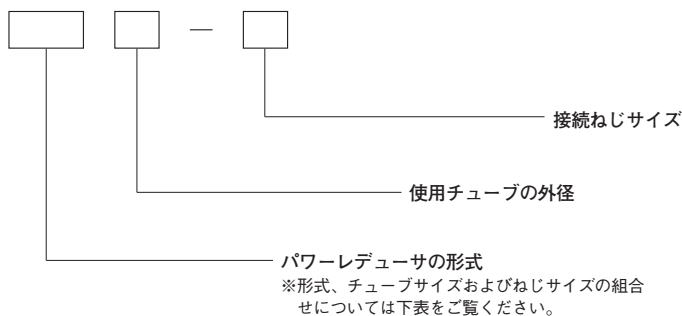 接続ねじサイズ
使用チューブの外径
パワーレデューサの形式
※形式、チューブサイズおよびねじサイズの組合
せについては下表をご覧ください。